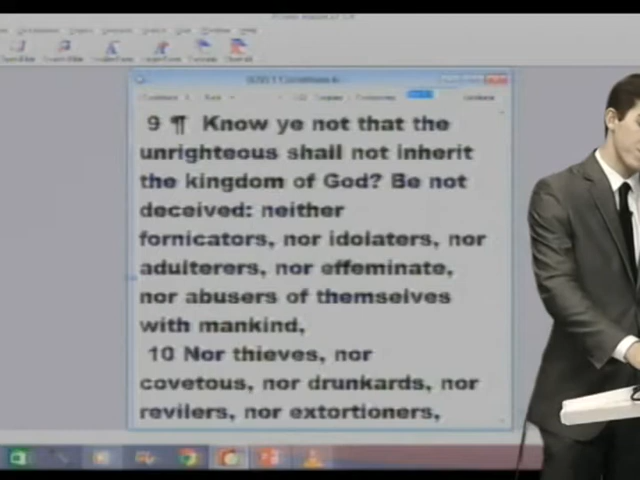 9 ¶ Know ye not that the
unrighteous shall not inherit
the kingdom of God? Be not
deceived: neither
fornicators, nor idolaters, nor
adulterers, nor effeminate,
nor abusers of themselves
with mankind,
10 Nor thieves, nor
covetous, nor drunkards, nor
revilers, nor extortioners,